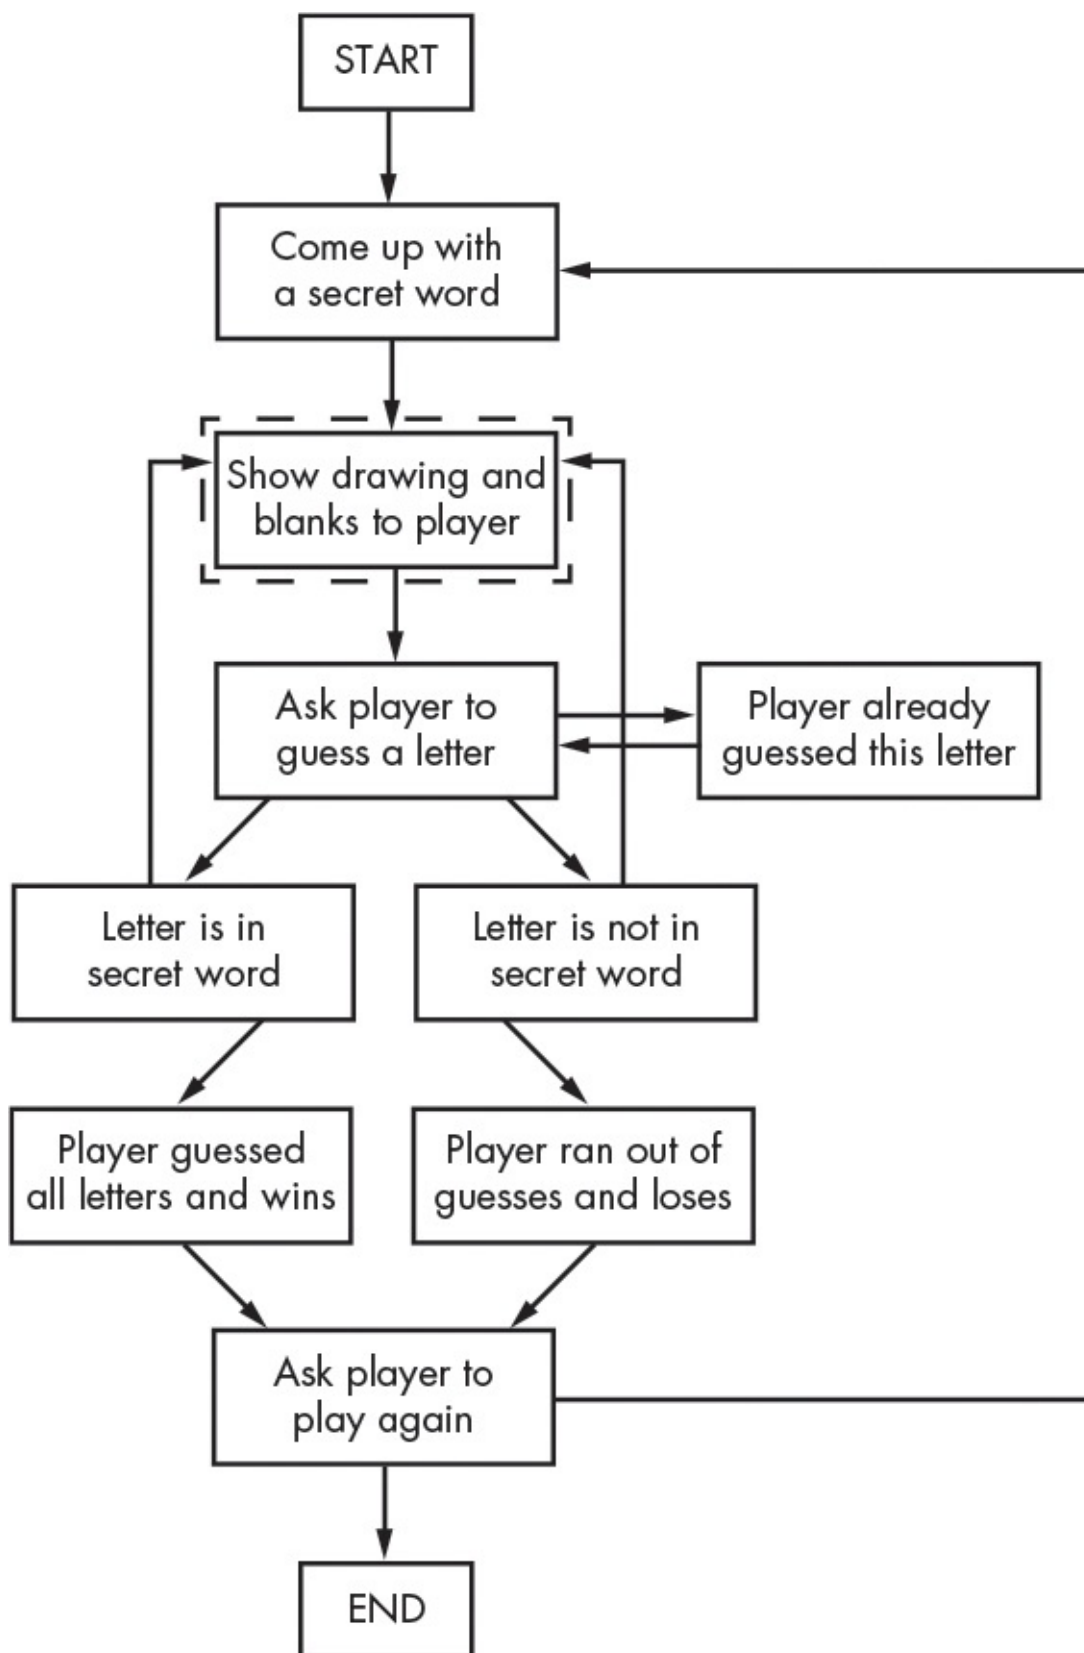 START
Come up with
a secret word
Show drawing and
blanks to player
Ask player to
guess a letter
Player already
guessed this letter
Letter is in
secret word
Letter is not in
secret word
Player guessed
all letters and wins
Player ran out of
guesses and loses
Ask player to
play again
END